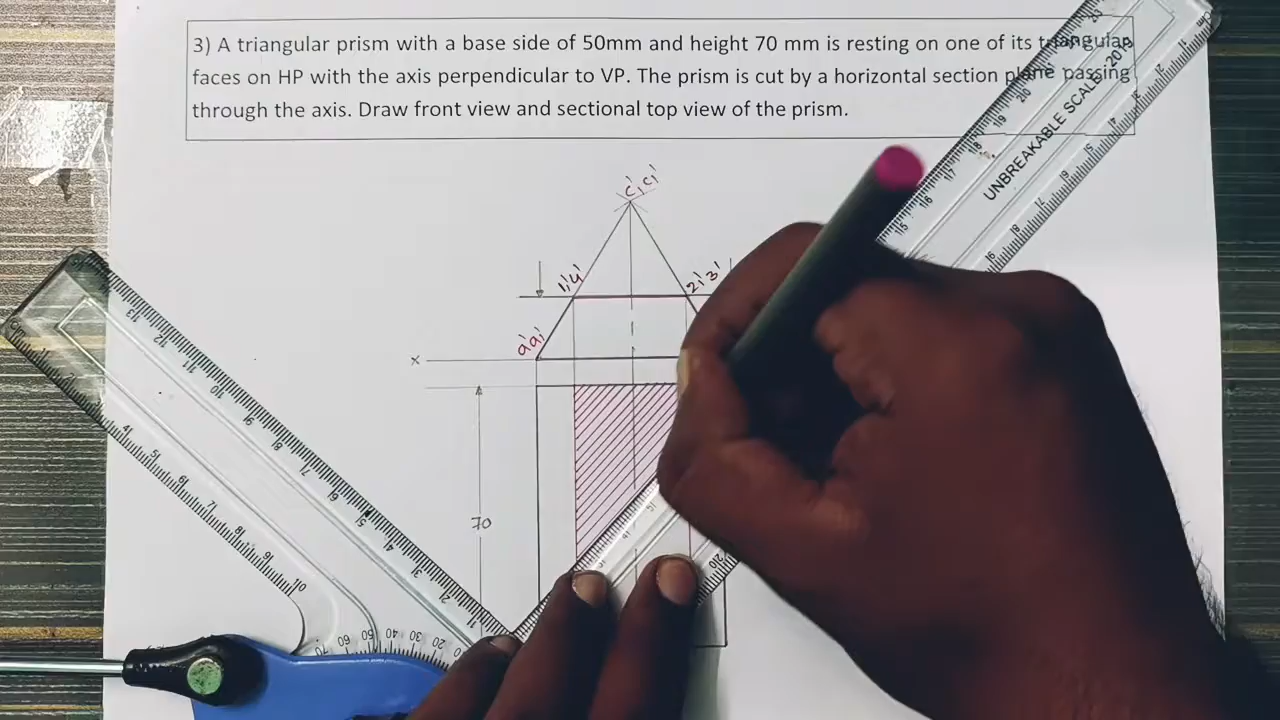 3) A triangular prism with a base side of 50mm and height 70 mm is resting on one of its triangular
faces on HP with the axis perpendicular to VP. The prism is cut by a horizontal section plane passing
through the axis. Draw front view and sectional top view of the prism.
UNBREAKABLE SCALE
c'c₁'
1'4'
2'3'
a'a₁'
x
70